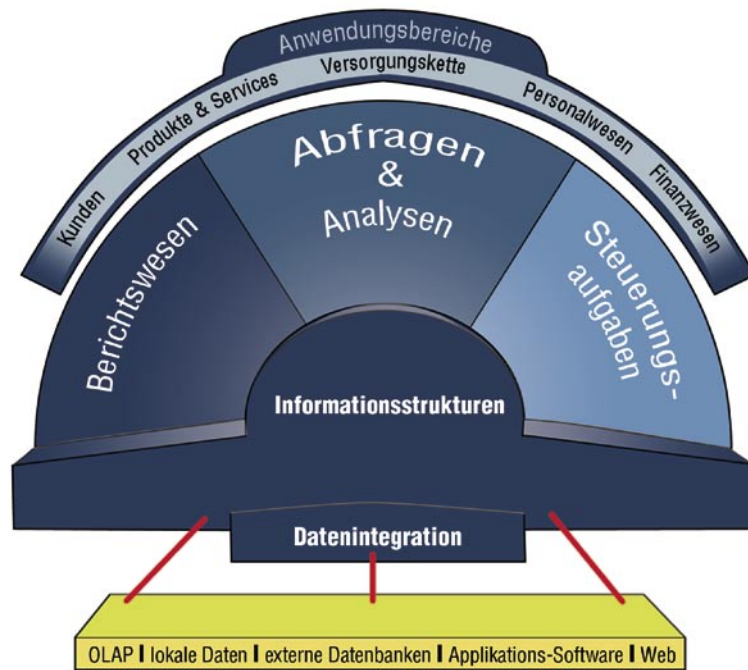 Anwendungsbereiche
Kunden Produkte & Services Versorgungskette Personalwesen Finanzwesen
Berichtswesen
Abfragen
&
Analysen
Steuerungs-
aufgaben
Informationsstrukturen
Datenintegration
OLAP I lokale Daten I externe Datenbanken I Applikations-Software I Web